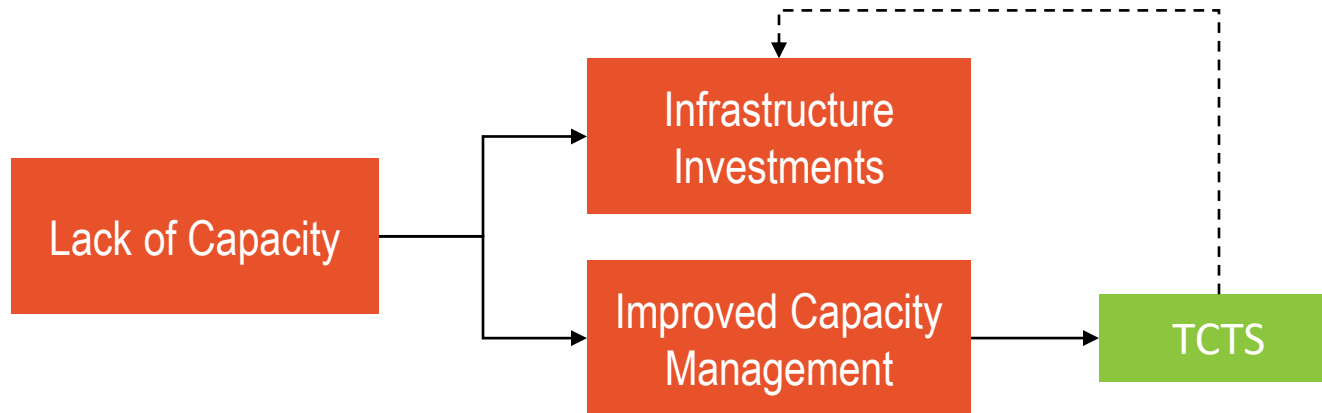 Infrastructure
Investments
Lack of Capacity
Improved Capacity
Management
TCTS